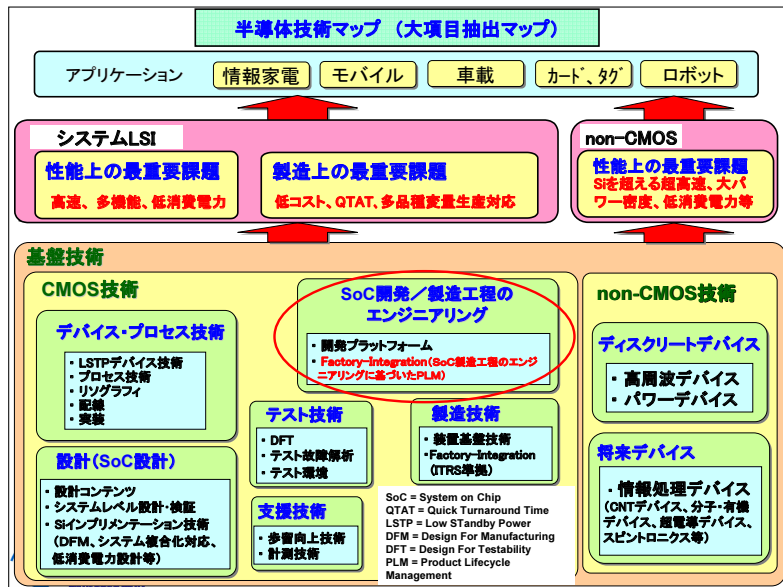 半導体技術マップ （大項目抽出マップ）
アプリケーション
情報家電
モバイル
車載
カード、タグ
ロボット
システムLSI
性能上の最重要課題
高速、多機能、低消費電力
製造上の最重要課題
低コスト、QTAT、多品種変量生産対応
non-CMOS
性能上の最重要課題
Siを超える超高速、大パ
ワー密度、低消費電力等
基盤技術
CMOS技術
SoC開発／製造工程の
エンジニアリング
・開発プラットフォーム
・Factory-Integration(SoC製造工程のエンジ
ニアリングに基づいたPLM)
デバイス・プロセス技術
・LSTPデバイス技術
・プロセス技術
・リソグラフィ
・配線
・実装
テスト技術
・DFT
・テスト故障解析
・テスト環境
製造技術
・装置基盤技術
・Factory-Integration
(ITRS準拠)
設計(SoC設計)
・設計コンテンツ
・システムレベル設計・検証
・Siインプリメンテーション技術
(DFM、システム複合化対応、
低消費電力設計等)
支援技術
・歩留向上技術
・計測技術
SoC = System on Chip
QTAT = Quick Turnaround Time
LSTP = Low STandby Power
DFM = Design For Manufacturing
DFT = Design For Testability
PLM = Product Lifecycle
Management
non-CMOS技術
ディスクリートデバイス
・高周波デバイス
・パワーデバイス
将来デバイス
・情報処理デバイス
(CNTデバイス、分子・有機
デバイス、超電導デバイス、
スピントロニクス等)